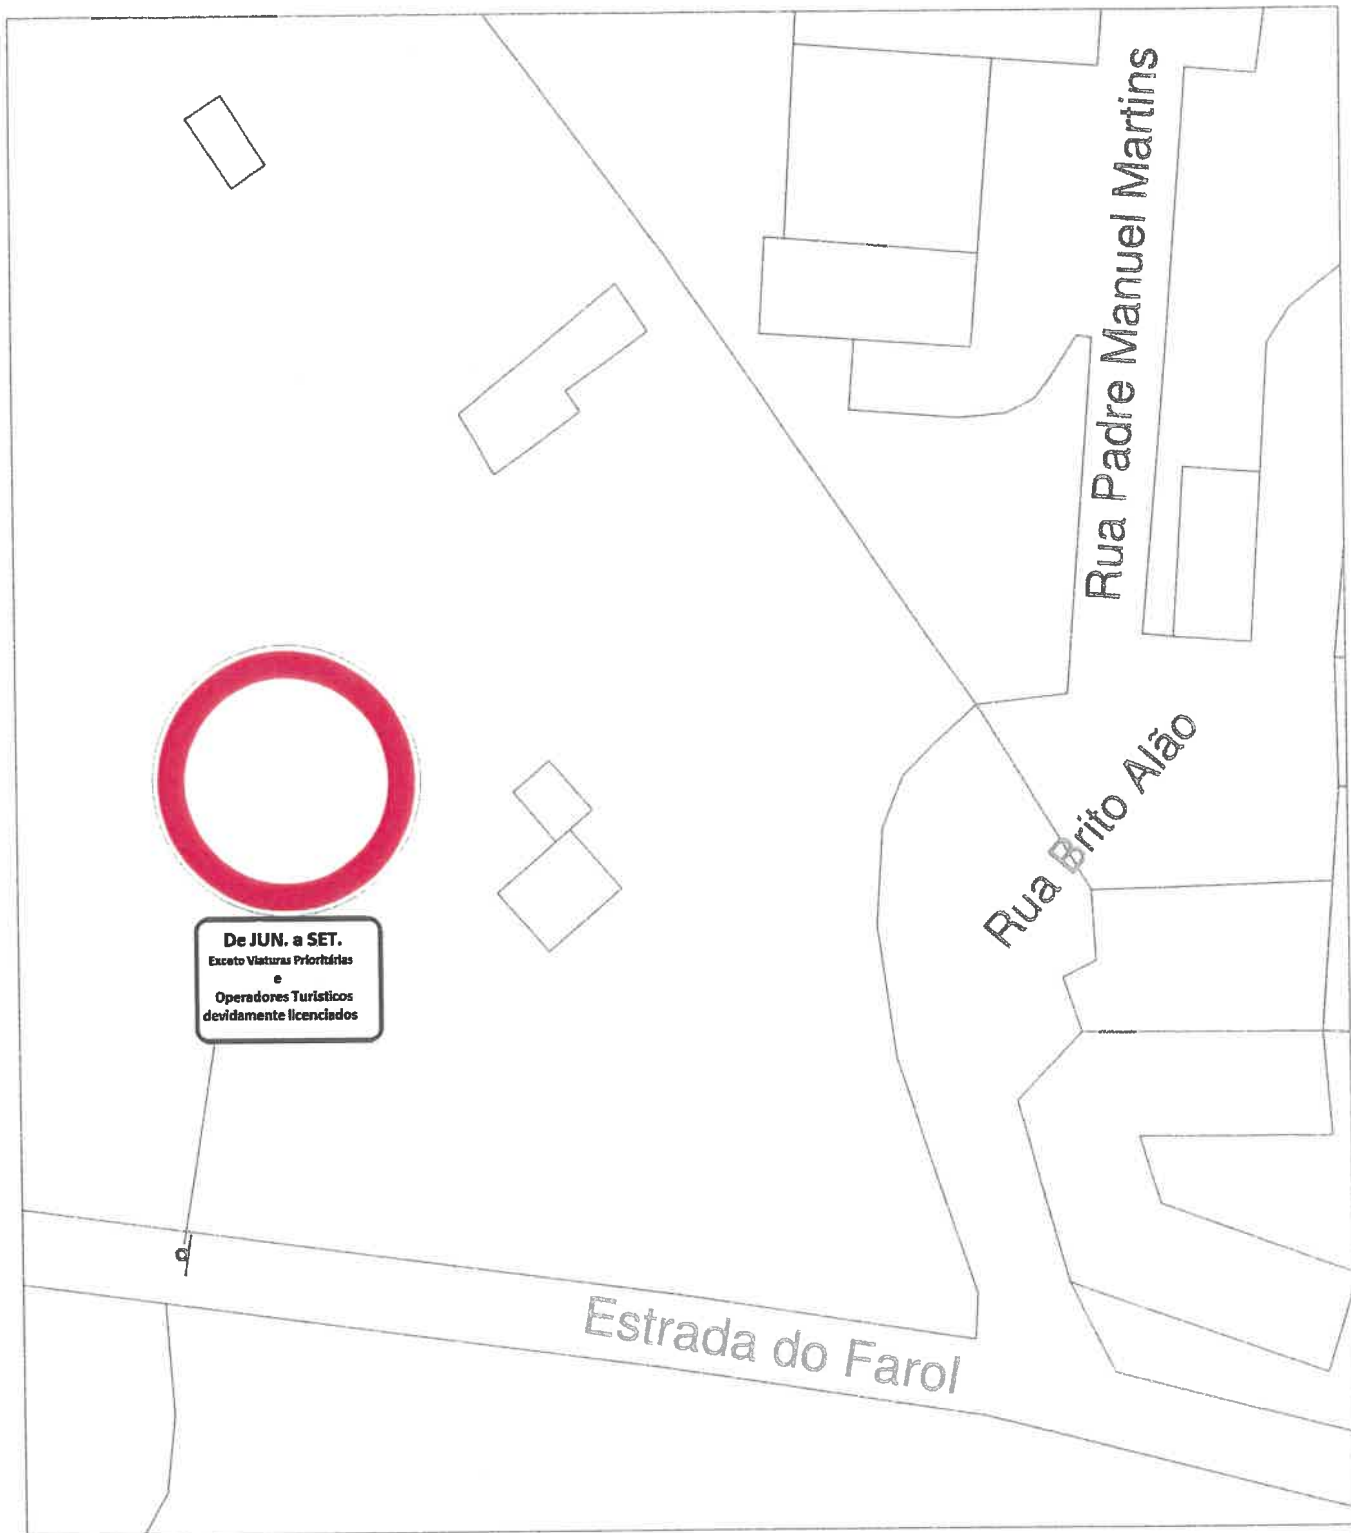 Rua Padre Manuel Martins
Rua Brito Alão
De JUN. a SET.
Exceto Viaturas Prioritárias
e
Operadores Turísticos
devidamente licenciados
Estrada do Farol